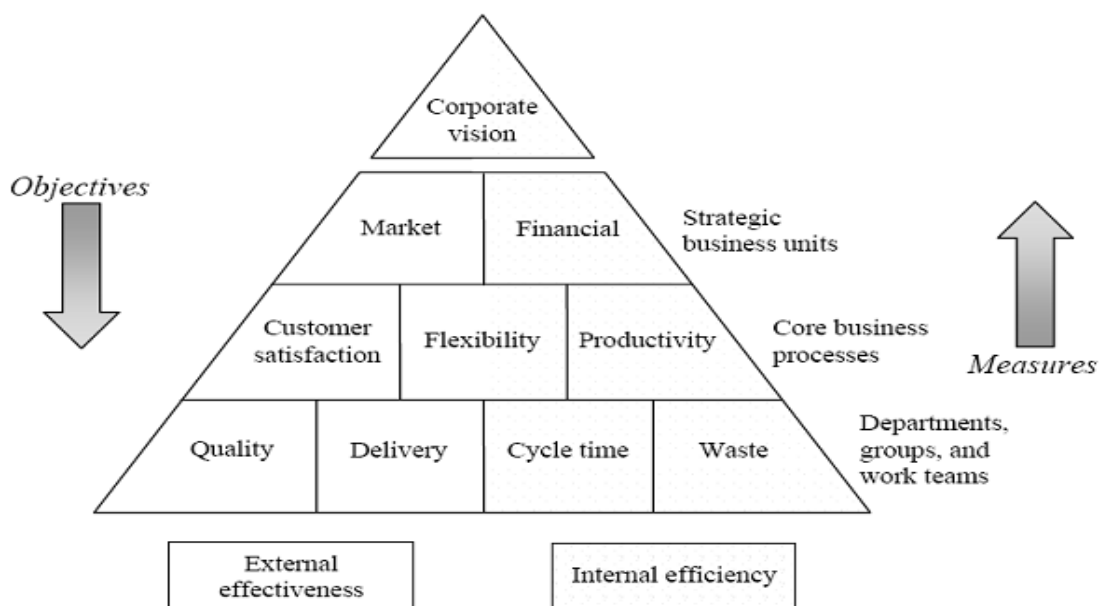 Corporate
vision
Objectives
Market
Financial
Strategic
business units
Customer
satisfaction
Flexibility
Productivity
Core business
processes
Measures
Quality
Delivery
Cycle time
Waste
Departments,
groups, and
work teams
External
effectiveness
Internal efficiency